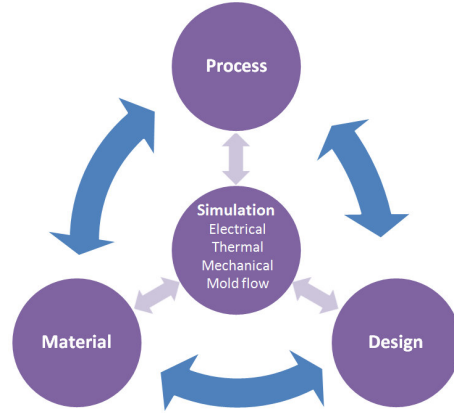 Process
Simulation
Electrical
Thermal
Mechanical
Mold flow
Material
Design